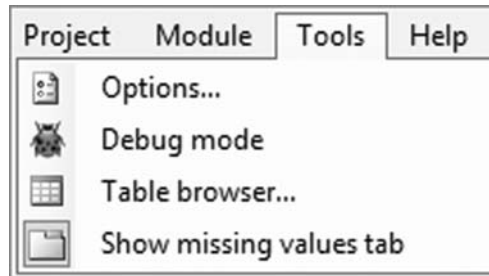 Project Module Tools Help
Options...
Debug mode
Table browser...
Show missing values tab